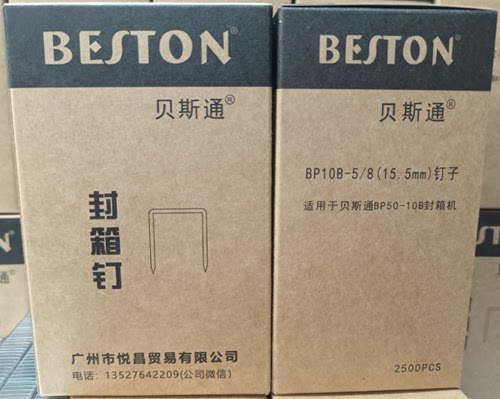 BESTON
贝斯通®
封箱钉
广州市悦昌贸易有限公司
电话: 13527642209(公司微信)
BESTON
贝斯通®
BP10B-5/8(15.5mm)钉子
适用于贝斯通BP50-10B封箱机
2500PCS
STON
通®